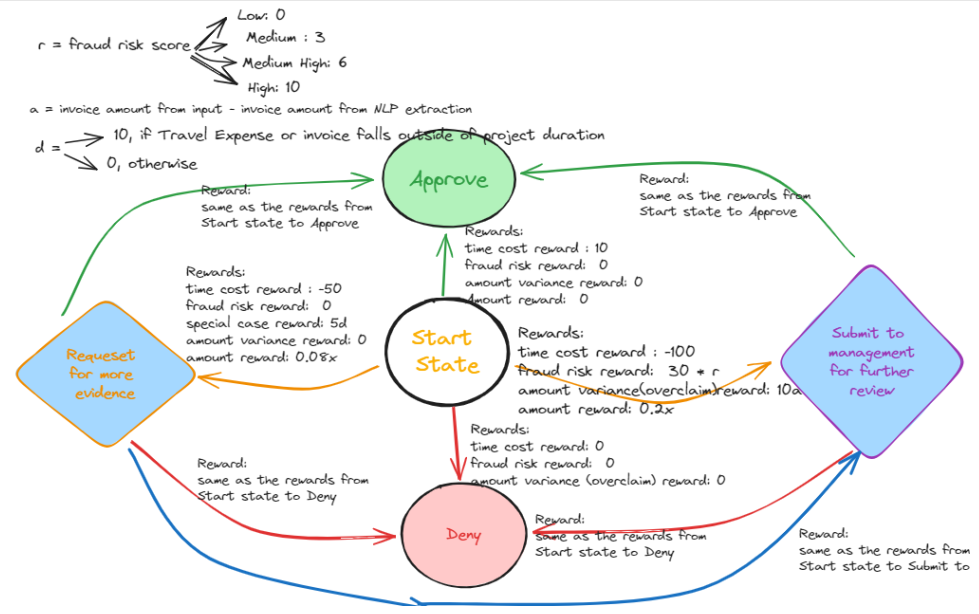 Low: 0
r = fraud risk score
Medium : 3
Medium High: 6
High: 10
a = invoice amount from input - invoice amount from NLP extraction
d =
10, if Travel Expense or invoice falls outside of project duration
0, otherwise
Approve
Reward:
same as the rewards from
Start state to Approve
Reward:
same as the rewards from
Start state to Approve
Rewards:
time cost reward : 10
fraud risk reward: 0
amount variance reward: 0
Amount reward: 0
Rewards:
time cost reward : -50
fraud risk reward: 0
special case reward: 5d
amount variance reward: 0
amount reward: 0.08x
Start
State
Requeset
for more
evidence
Rewards:
time cost reward : -100
fraud risk reward: 30 * r
amount variance(overclaim)reward: 10a
amount reward: 0.2x
Submit to
management
for further
review
Rewards:
time cost reward: 0
fraud risk reward: 0
amount variance (overclaim) reward: 0
Reward:
same as the rewards from
Start state to Deny
Deny
Reward:
same as the rewards from
Start state to Deny
Reward:
same as the rewards from
Start state to Submit to